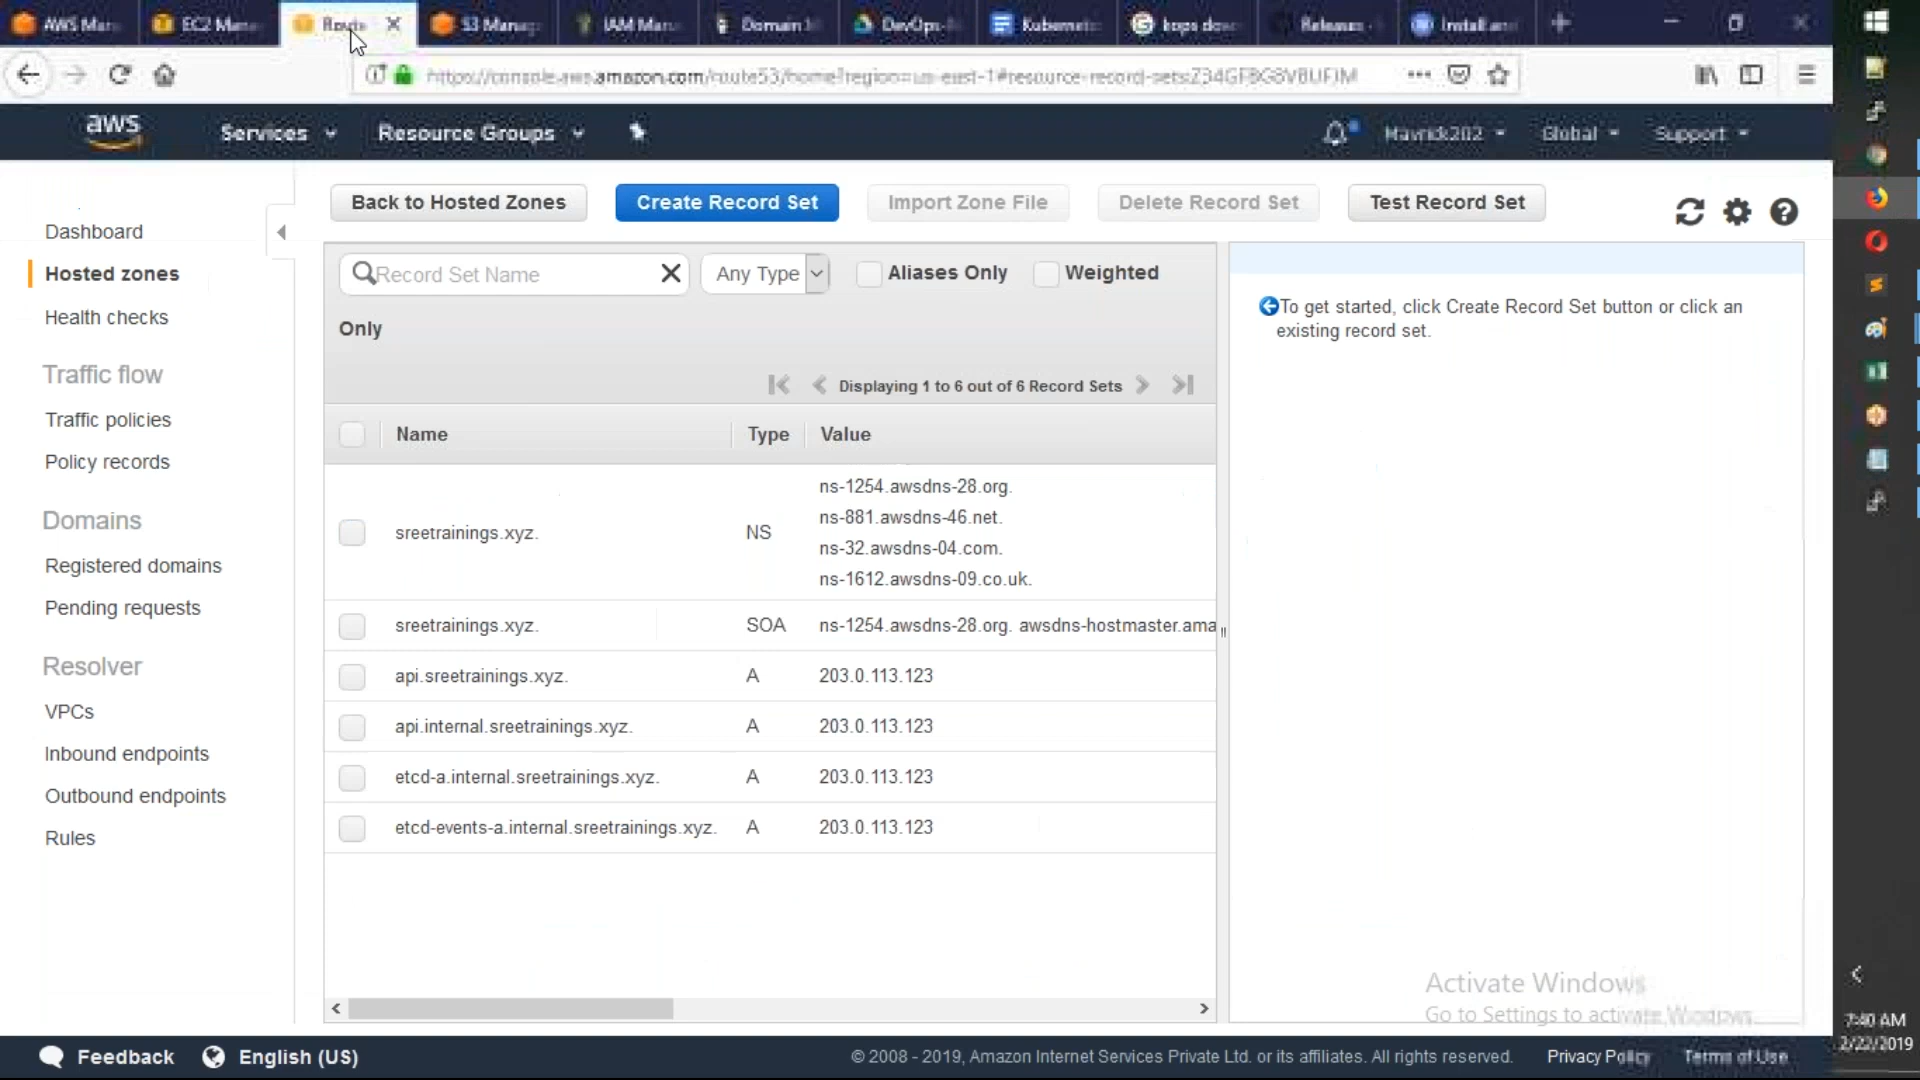 AWS Man
EC2 Mana
Route
S3 Manag
IAM Man
Domain
DevOps
Kubernete
kops dow
Releases -
Install an
https://console.aws.amazon.com/route53/home?region=us-east-1#resource-record-sets:
aws
Services
Resource Groups
Mavrick202
Global
Support
Dashboard
Hosted zones
Health checks
Traffic flow
Traffic policies
Policy records
Domains
Registered domains
Pending requests
Resolver
VPCs
Inbound endpoints
Outbound endpoints
Rules
Back to Hosted Zones
Create Record Set
Import Zone File
Delete Record Set
Test Record Set
Record Set Name
Any Type
Aliases Only
Weighted
Only
Displaying 1 to 6 out of 6 Record Sets
Name Type Value
sreetrainings.xyz. NS
ns-1254.awsdns-28.org.
ns-881.awsdns-46.net.
ns-32.awsdns-04.com.
ns-1612.awsdns-09.co.uk.
sreetrainings.xyz. SOA ns-1254.awsdns-28.org. awsdns-hostmaster.ama
api.sreetrainings.xyz. A 203.0.113.123
api.internal.sreetrainings.xyz. A 203.0.113.123
etcd-a.internal.sreetrainings.xyz. A 203.0.113.123
etcd-events-a.internal.sreetrainings.xyz. A 203.0.113.123
To get started, click Create Record Set button or click an
existing record set.
Activate Windows
Go to Settings to activate Windows.
7:40 AM
2/22/2019
Feedback
English (US)
© 2008 - 2019, Amazon Internet Services Private Ltd. or its affiliates. All rights reserved.
Privacy Policy
Terms of Use